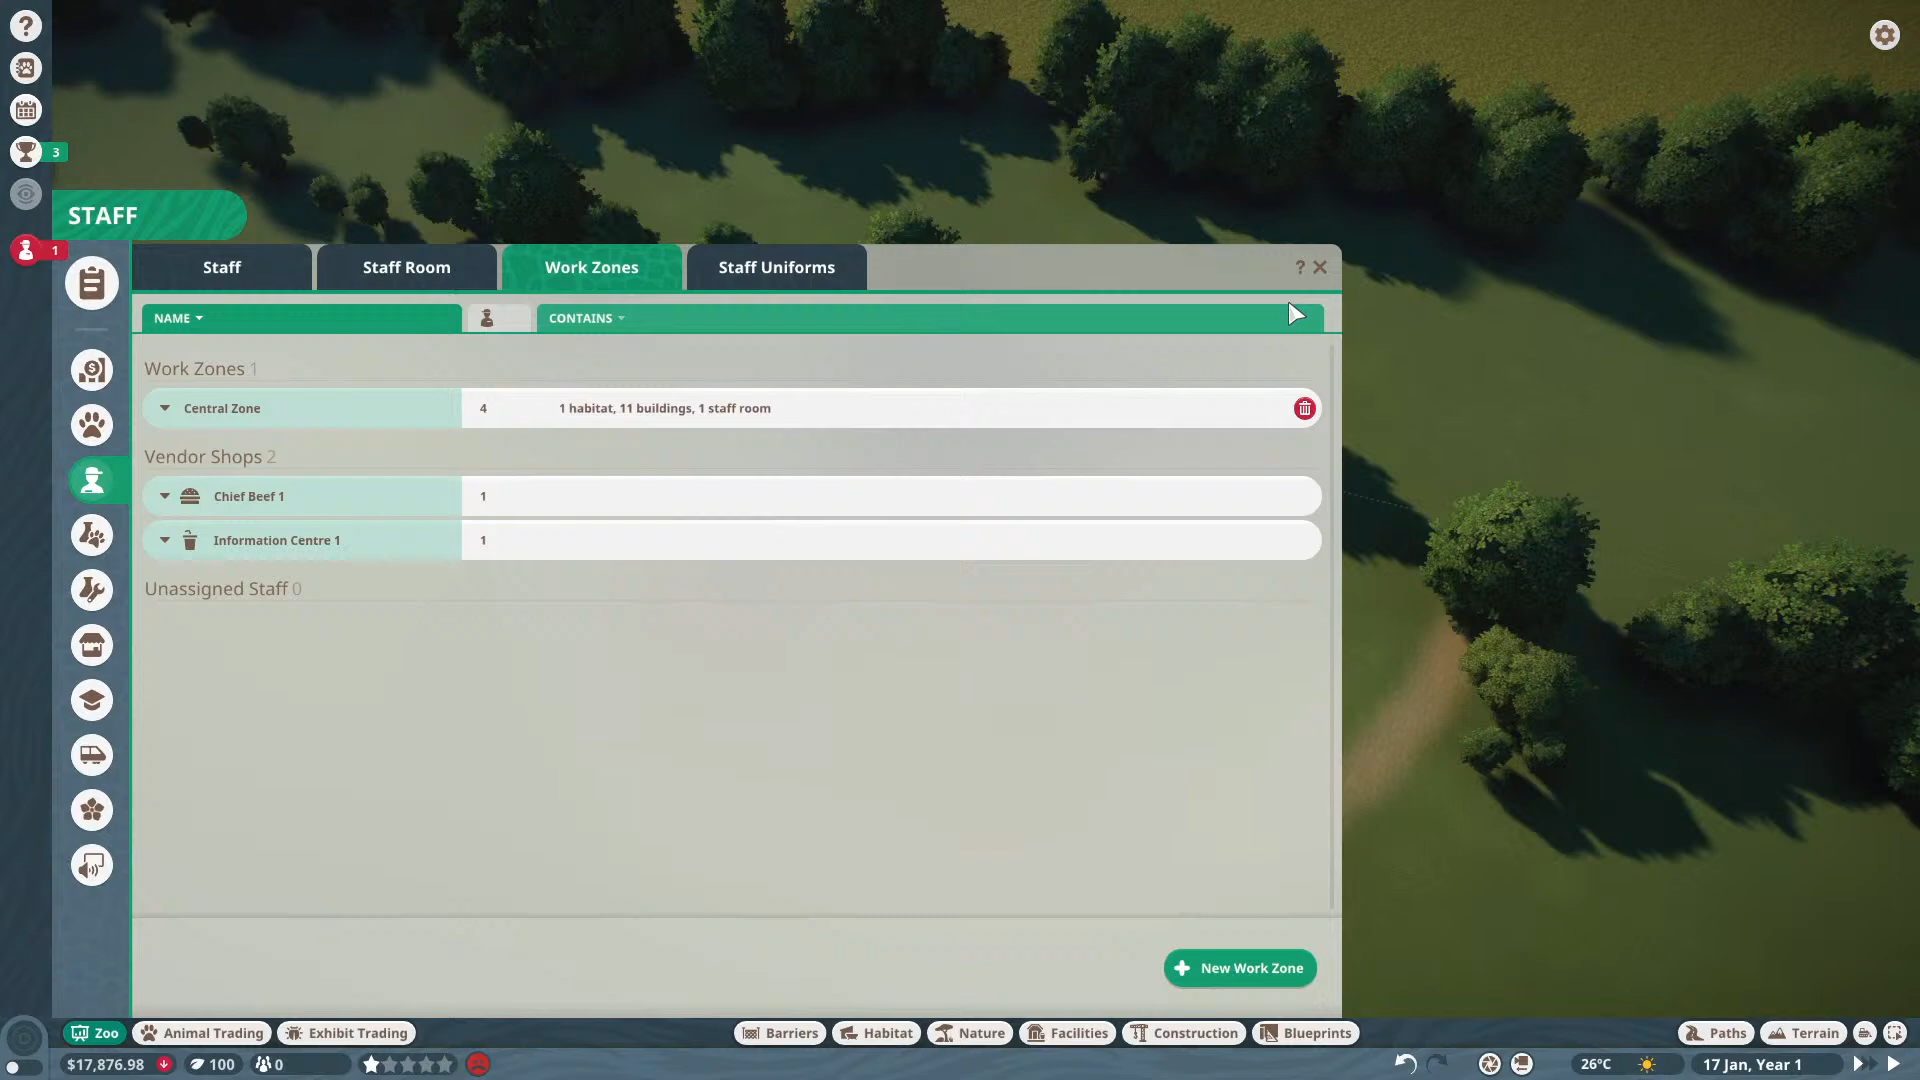 3
STAFF
1
Staff
Staff Room
Work Zones
Staff Uniforms
?
NAME
CONTAINS
Work Zones 1
Central Zone 4 1 habitat, 11 buildings, 1 staff room
Vendor Shops 2
Chief Beef 1 1
Information Centre 1 1
Unassigned Staff 0
New Work Zone
Zoo
Animal Trading
Exhibit Trading
Barriers
Habitat
Nature
Facilities
Construction
Blueprints
Paths
Terrain
$17,876.98
100
0
26°C
17 Jan, Year 1